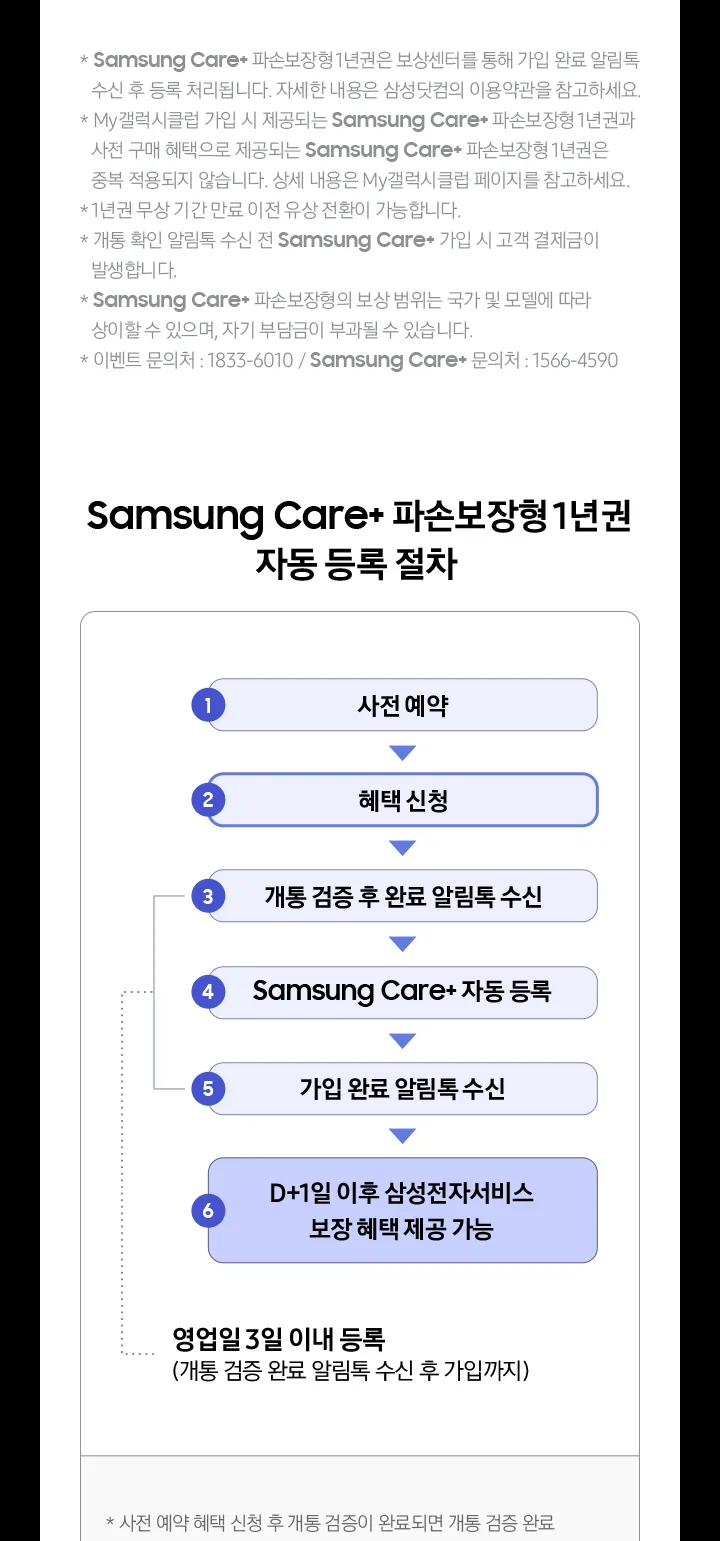 * Samsung Care+ 파손보장형 1년권은 보상센터를 통해 가입 완료 알림톡
수신 후 등록 처리됩니다. 자세한 내용은 삼성닷컴의 이용약관을 참고하세요.
* My갤럭시클럽 가입 시 제공되는 Samsung Care+ 파손보장형 1년권과
사전 구매 혜택으로 제공되는 Samsung Care+ 파손보장형 1년권은
중복 적용되지 않습니다. 상세 내용은 My갤럭시클럽 페이지를 참고하세요.
* 1년권 무상 기간 만료 이전 유상 전환이 가능합니다.
* 개통 확인 알림톡 수신 전 Samsung Care+ 가입 시 고객 결제금이
발생합니다.
* Samsung Care+ 파손보장형의 보상 범위는 국가 및 모델에 따라
상이할 수 있으며, 자기 부담금이 부과될 수 있습니다.
* 이벤트 문의처 : 1833-6010 / Samsung Care+ 문의처 : 1566-4590
Samsung Care+ 파손보장형 1년권
자동 등록 절차
1 사전 예약
2 혜택 신청
3 개통 검증 후 완료 알림톡 수신
4 Samsung Care+ 자동 등록
5 가입 완료 알림톡 수신
6 D+1일 이후 삼성전자서비스
보장 혜택 제공 가능
영업일 3일 이내 등록
(개통 검증 완료 알림톡 수신 후 가입까지)
* 사전 예약 혜택 신청 후 개통 검증이 완료되면 개통 검증 완료